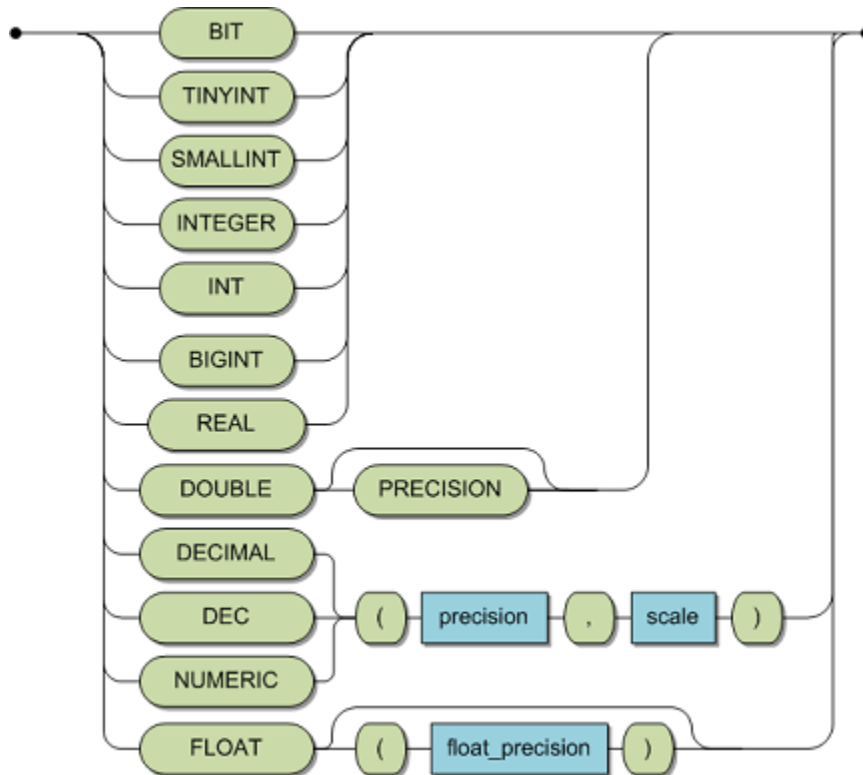 BIT
TINYINT
SMALLINT
INTEGER
INT
BIGINT
REAL
DOUBLE PRECISION
DECIMAL
DEC ( precision , scale )
NUMERIC
FLOAT ( float_precision )